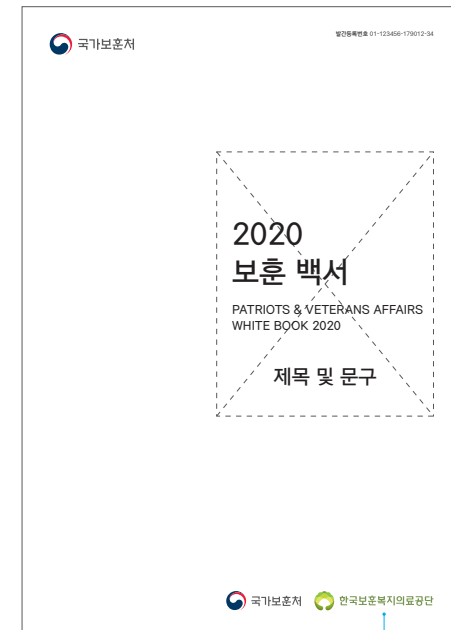 국가보훈처
발간등록번호 01-123456-179012-34
2020
보훈 백서
PATRIOTS & VETERANS AFFAIRS
WHITE BOOK 2020
제목 및 문구
국가보훈처 한국보훈복지의료공단